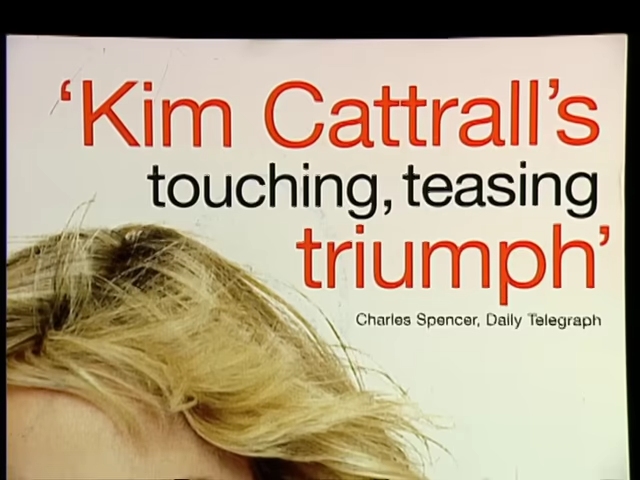 ‘Kim Cattrall’s
touching, teasing
triumph’
Charles Spencer, Daily Telegraph